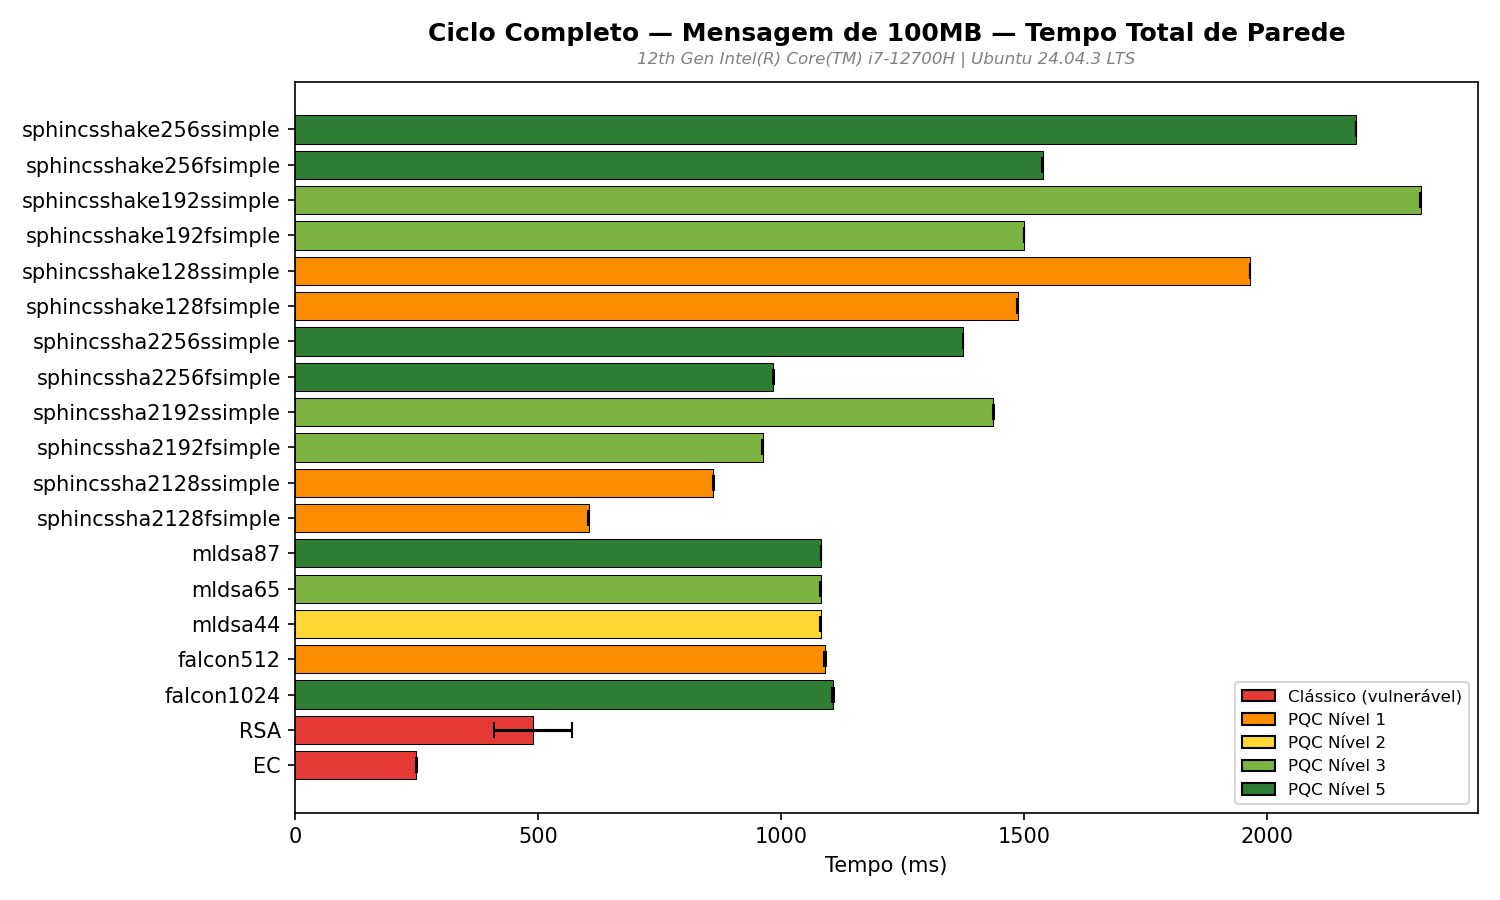 Ciclo Completo — Mensagem de 100MB — Tempo Total de Parede
12th Gen Intel(R) Core(TM) i7-12700H | Ubuntu 24.04.3 LTS
sphincsshake256ssimple
sphincsshake256fsimple
sphincsshake192ssimple
sphincsshake192fsimple
sphincsshake128ssimple
sphincsshake128fsimple
sphincssha2256ssimple
sphincssha2256fsimple
sphincssha2192ssimple
sphincssha2192fsimple
sphincssha2128ssimple
sphincssha2128fsimple
mldsa87
mldsa65
mldsa44
falcon512
falcon1024
RSA
EC
Clássico (vulnerável)
PQC Nível 1
PQC Nível 2
PQC Nível 3
PQC Nível 5
0 500 1000 1500 2000
Tempo (ms)